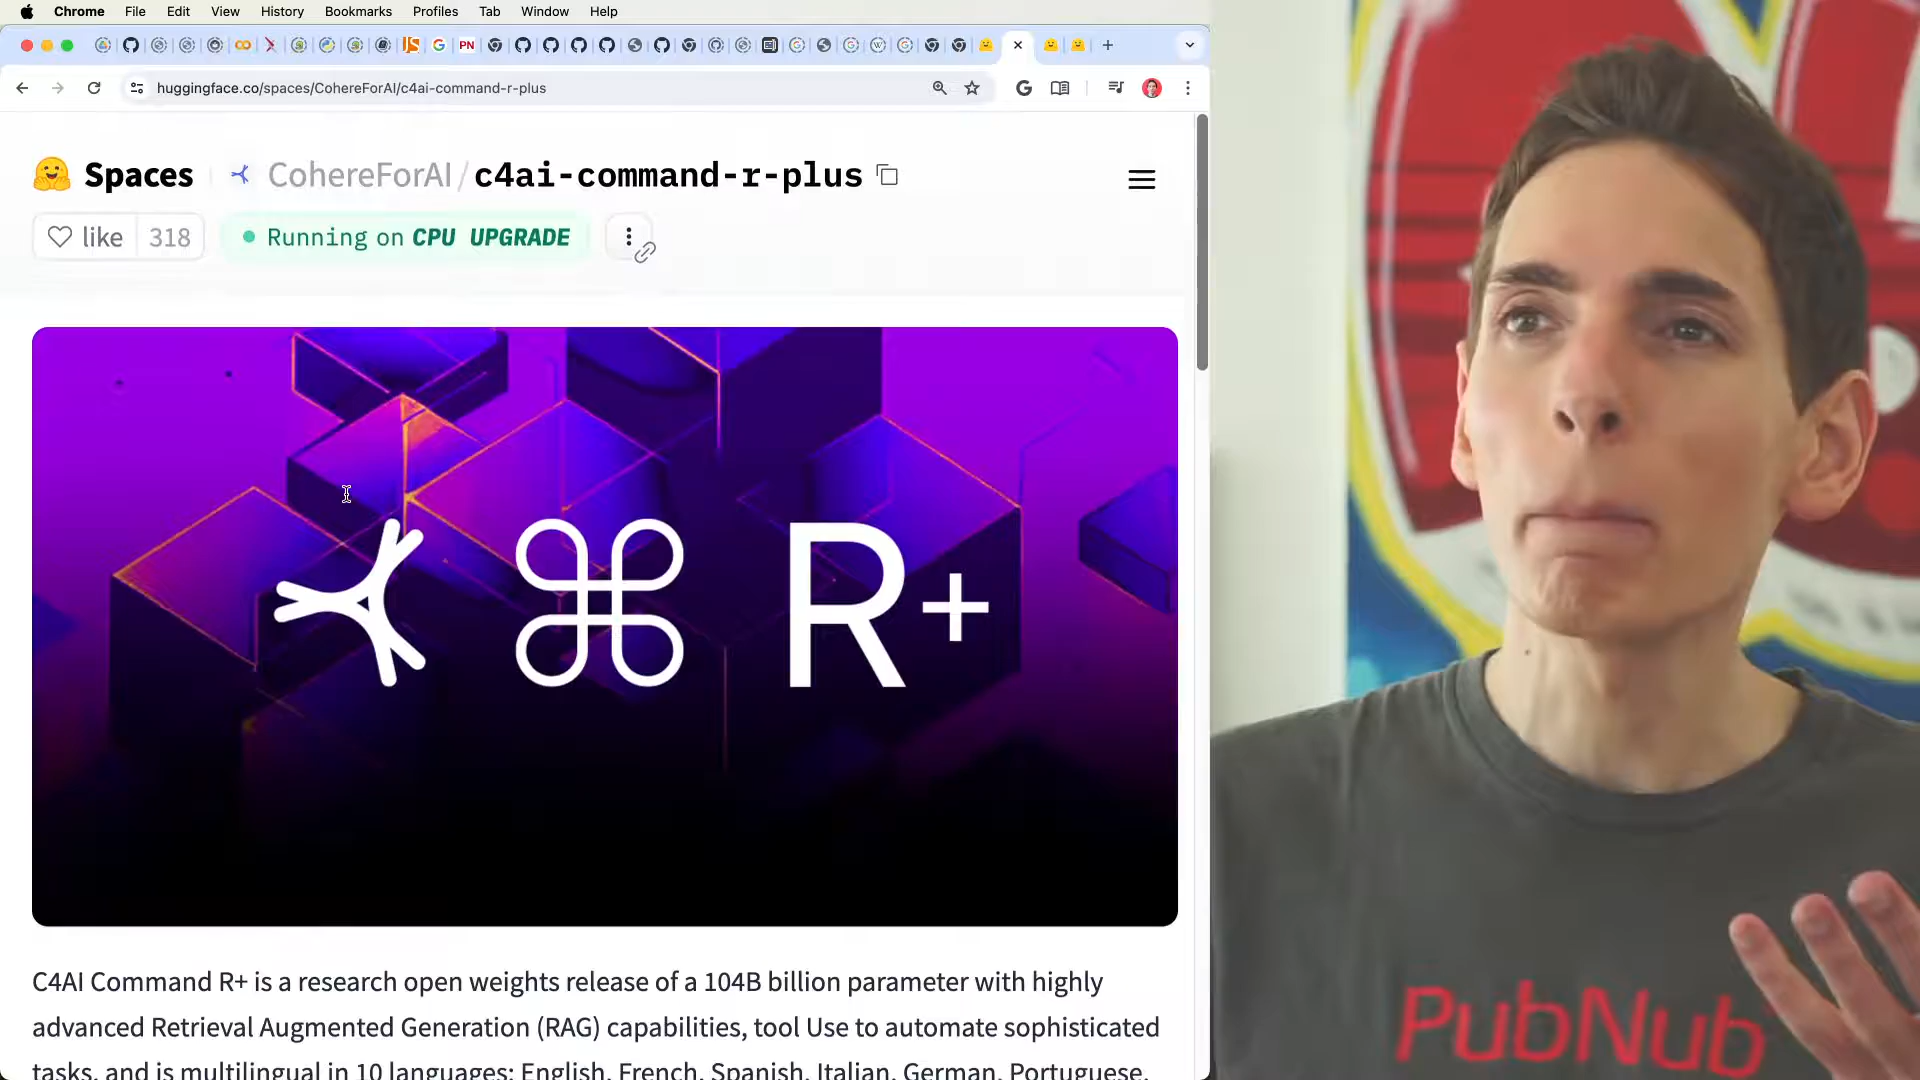 Chrome File Edit View History Bookmarks Profiles Tab Window Help
huggingface.co/spaces/CohereForAI/c4ai-command-r-plus
Spaces CohereForAI/c4ai-command-r-plus
like 318 Running on CPU UPGRADE
R+
C4AI Command R+ is a research open weights release of a 104B billion parameter with highly
advanced Retrieval Augmented Generation (RAG) capabilities, tool Use to automate sophisticated
tasks, and is multilingual in 10 languages: English, French, Spanish, Italian, German, Portuguese,
PubNub